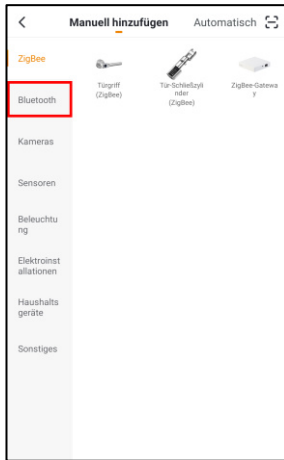 Manuell hinzufügen Automatisch
ZigBee
Türgriff
(ZigBee)
Tür-Schließzyli
nder
(ZigBee)
ZigBee-Gatewa
y
Bluetooth
Kameras
Sensoren
Beleuchtu
ng
Elektroinst
allationen
Haushalts
geräte
Sonstiges